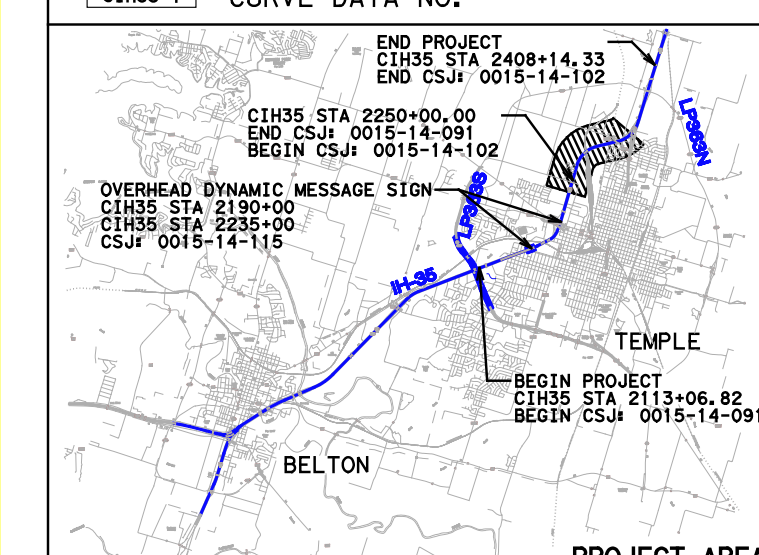 CURVE DATA NO.
END PROJECT
CIH35 STA 2408+14.33
END CSJ: 0015-14-102
CIH35 STA 2250+00.00
END CSJ: 0015-14-091
BEGIN CSJ: 0015-14-102
LP363N
OVERHEAD DYNAMIC MESSAGE SIGN
CIH35 STA 2190+00
CIH35 STA 2235+00
CSJ: 0015-14-115
LP363S
IH-35
TEMPLE
BEGIN PROJECT
CIH35 STA 2113+06.82
BEGIN CSJ: 0015-14-091
BELTON
PROJECT AREA